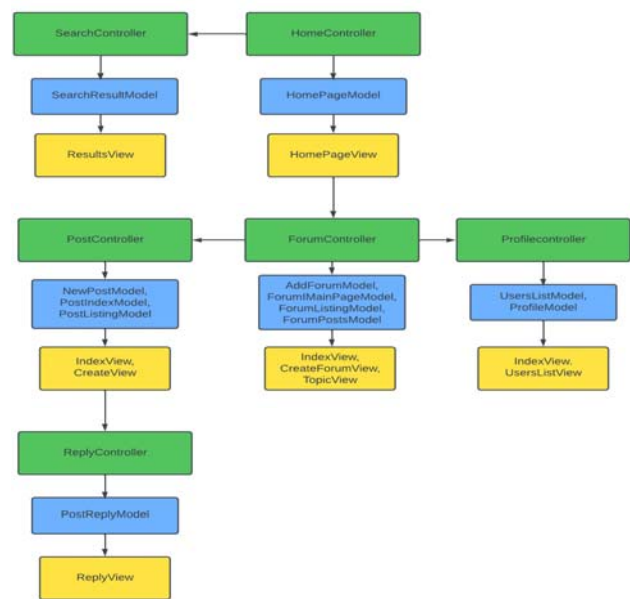 SearchController
HomeController
SearchResultModel
HomePageModel
ResultsView
HomePageView
PostController
ForumController
Profilecontroller
NewPostModel,
PostIndexModel,
PostListingModel
AddForumModel,
ForumIMainPageModel,
ForumListingModel,
ForumPostsModel
UsersListModel,
ProfileModel
IndexView,
CreateView
IndexView,
CreateForumView,
TopicView
IndexView.
UsersListView
ReplyController
PostReplyModel
ReplyView